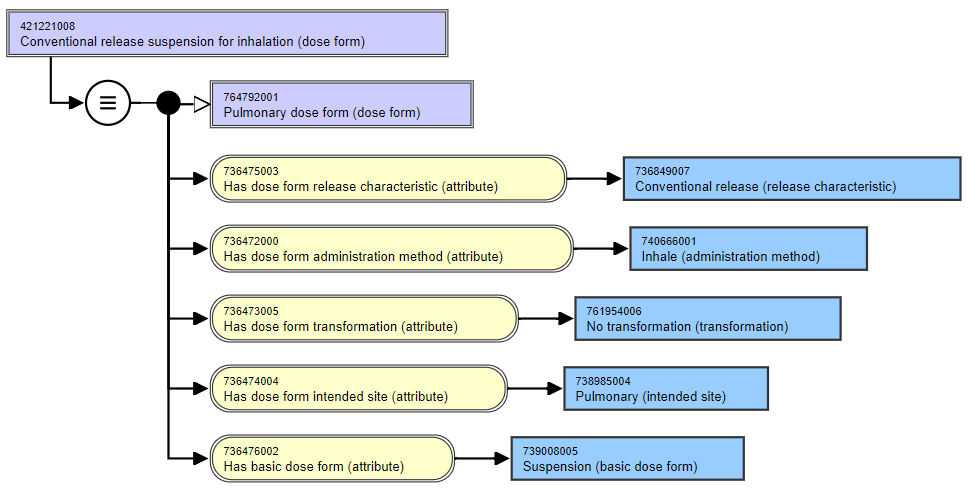 421221008
Conventional release suspension for inhalation (dose form)
764792001
Pulmonary dose form (dose form)
736475003
Has dose form release characteristic (attribute)
736849007
Conventional release (release characteristic)
736472000
Has dose form administration method (attribute)
740666001
Inhale (administration method)
736473005
Has dose form transformation (attribute)
761954006
No transformation (transformation)
736474004
Has dose form intended site (attribute)
738985004
Pulmonary (intended site)
736476002
Has basic dose form (attribute)
739008005
Suspension (basic dose form)